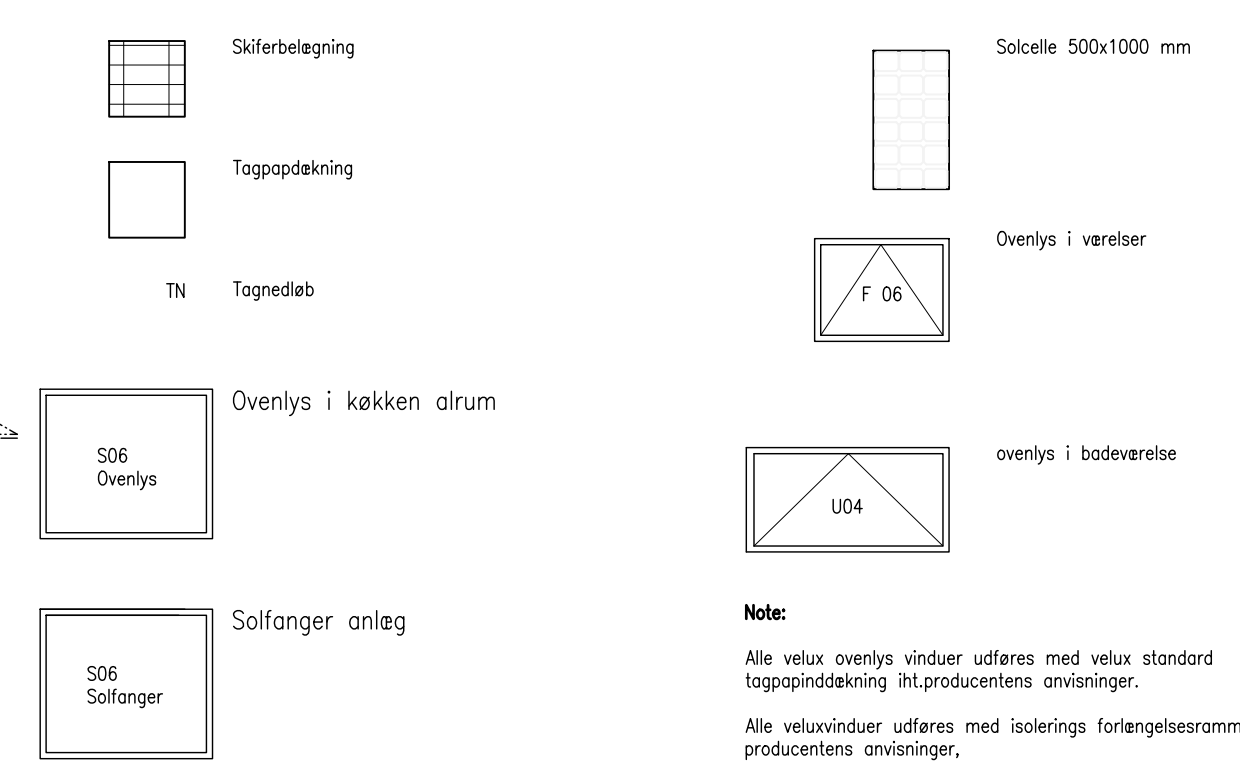 Skiferbelægning
Tagpapdækning
TN Tagnedløb
Ovenlys i køkken alrum
S06
Ovenlys
Solfanger anlæg
S06
Solfanger
Solcelle 500x1000 mm
Ovenlys i værelser
F 06
ovenlys i badeværelse
U04
Note:
Alle velux ovenlys vinduer udføres med velux standard
tagpapinddækning iht.producentens anvisninger.
Alle veluxvinduer udføres med isolerings forlængelsesramm
producentens anvisninger,